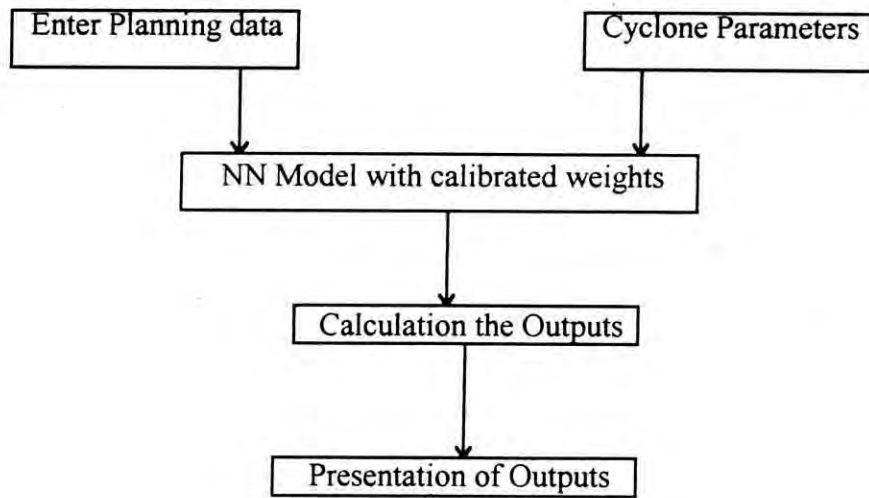 Enter Planning data
Cyclone Parameters
NN Model with calibrated weights
Calculation the Outputs
Presentation of Outputs